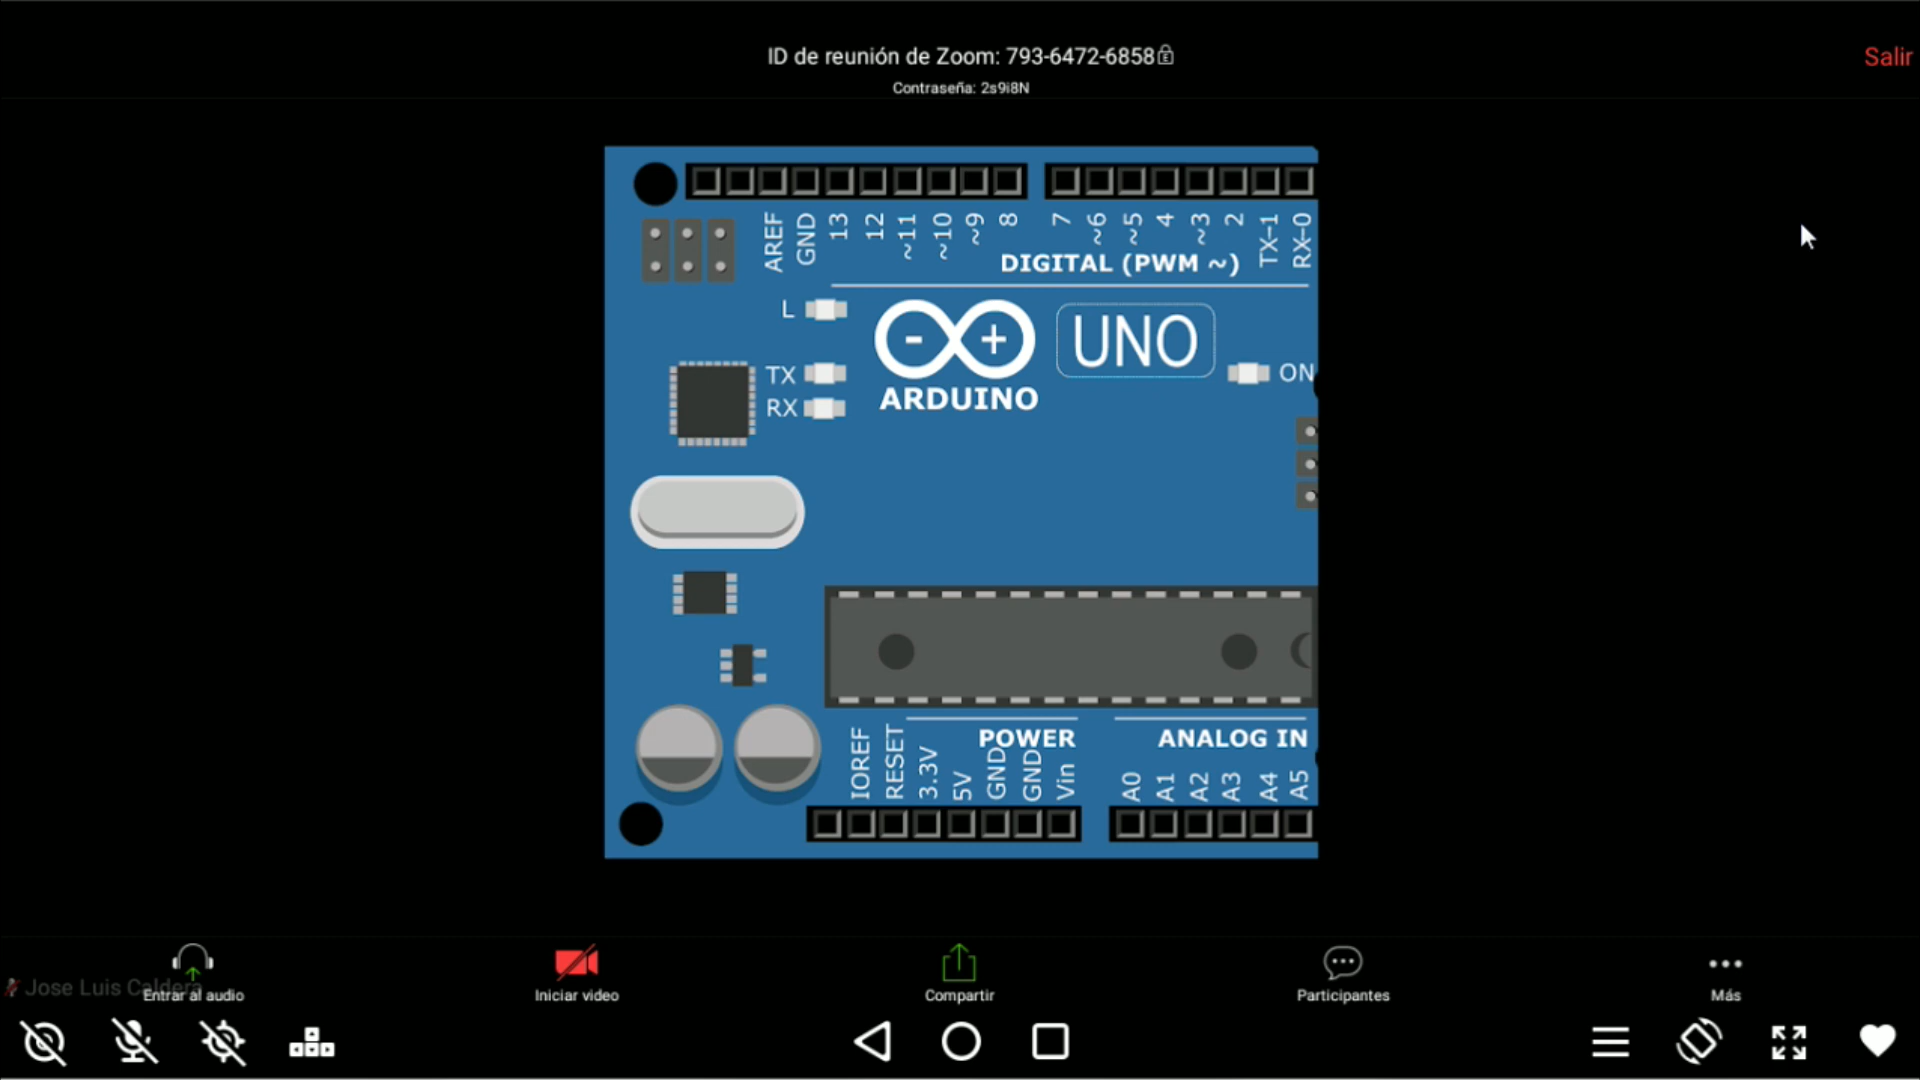 ID de reunión de Zoom: 793-6472-6858
Salir
Contraseña: 2s9i8N
AREF GND 13 12 ~11 ~10 ~9 8 7 ~6 ~5 4 ~3 2 TX-1 RX-0
DIGITAL (PWM ~)
L
UNO
TX
ON
RX
ARDUINO
POWER ANALOG IN
IOREF RESET 3.3V 5V GND GND Vin A0 A1 A2 A3 A4 A5
Jose Luis Caldera
Entrar al audio Iniciar video Compartir Participantes Más